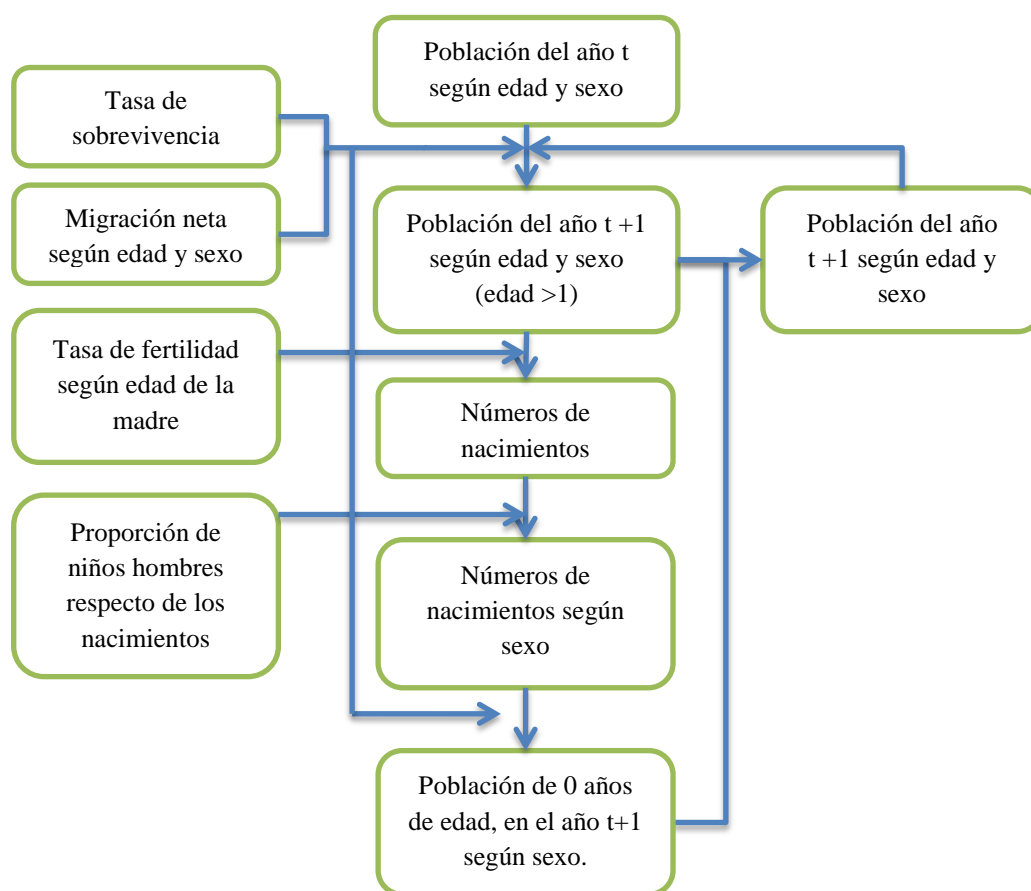 Población del año t
según edad y sexo
Tasa de
sobrevivencia
Migración neta
según edad y sexo
Población del año t +1
según edad y sexo
(edad >1)
Población del año
t +1 según edad y
sexo
Tasa de fertilidad
según edad de la
madre
Números de
nacimientos
Proporción de
niños hombres
respecto de los
nacimientos
Números de
nacimientos según
sexo
Población de 0 años
de edad, en el año t+1
según sexo.